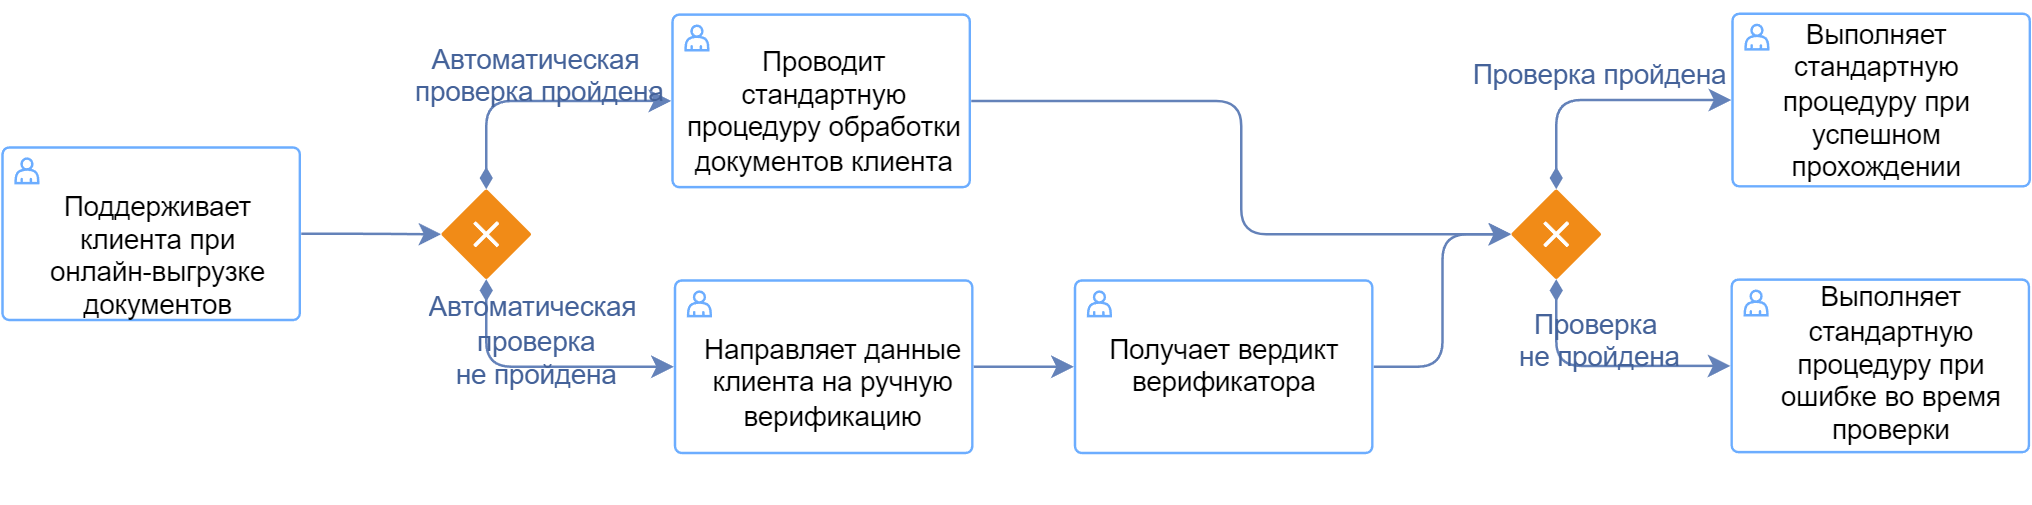 Поддерживает
клиента при
онлайн-выгрузке
документов
Автоматическая
проверка пройдена
Автоматическая
проверка
не пройдена
Проводит
стандартную
процедуру обработки
документов клиента
Направляет данные
клиента на ручную
верификацию
Получает вердикт
верификатора
Проверка пройдена
Проверка
не пройдена
Выполняет
стандартную
процедуру при
успешном
прохождении
Выполняет
стандартную
процедуру при
ошибке во время
проверки